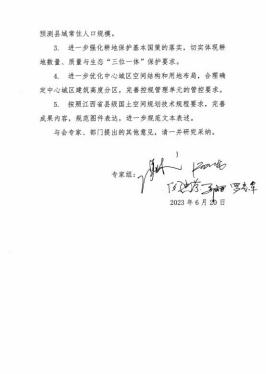 预测县域常住人口规模。
3. 进一步强化耕地保护基本国策的落实，切实体现耕
地数量、质量与生态“三位一体”保护要求。
4. 进一步优化中心城区空间结构和用地布局，合理确
定中心城区建筑高度分区，完善控规管理单元的管控要求。
5. 按照江西省县级国土空间规划技术规程要求，完善
成果内容，规范图件表达，进一步规范文本表述。
与会专家、部门提出的其他意见，请一并研究采纳。
专家组：
2023 年 6 月 20 日